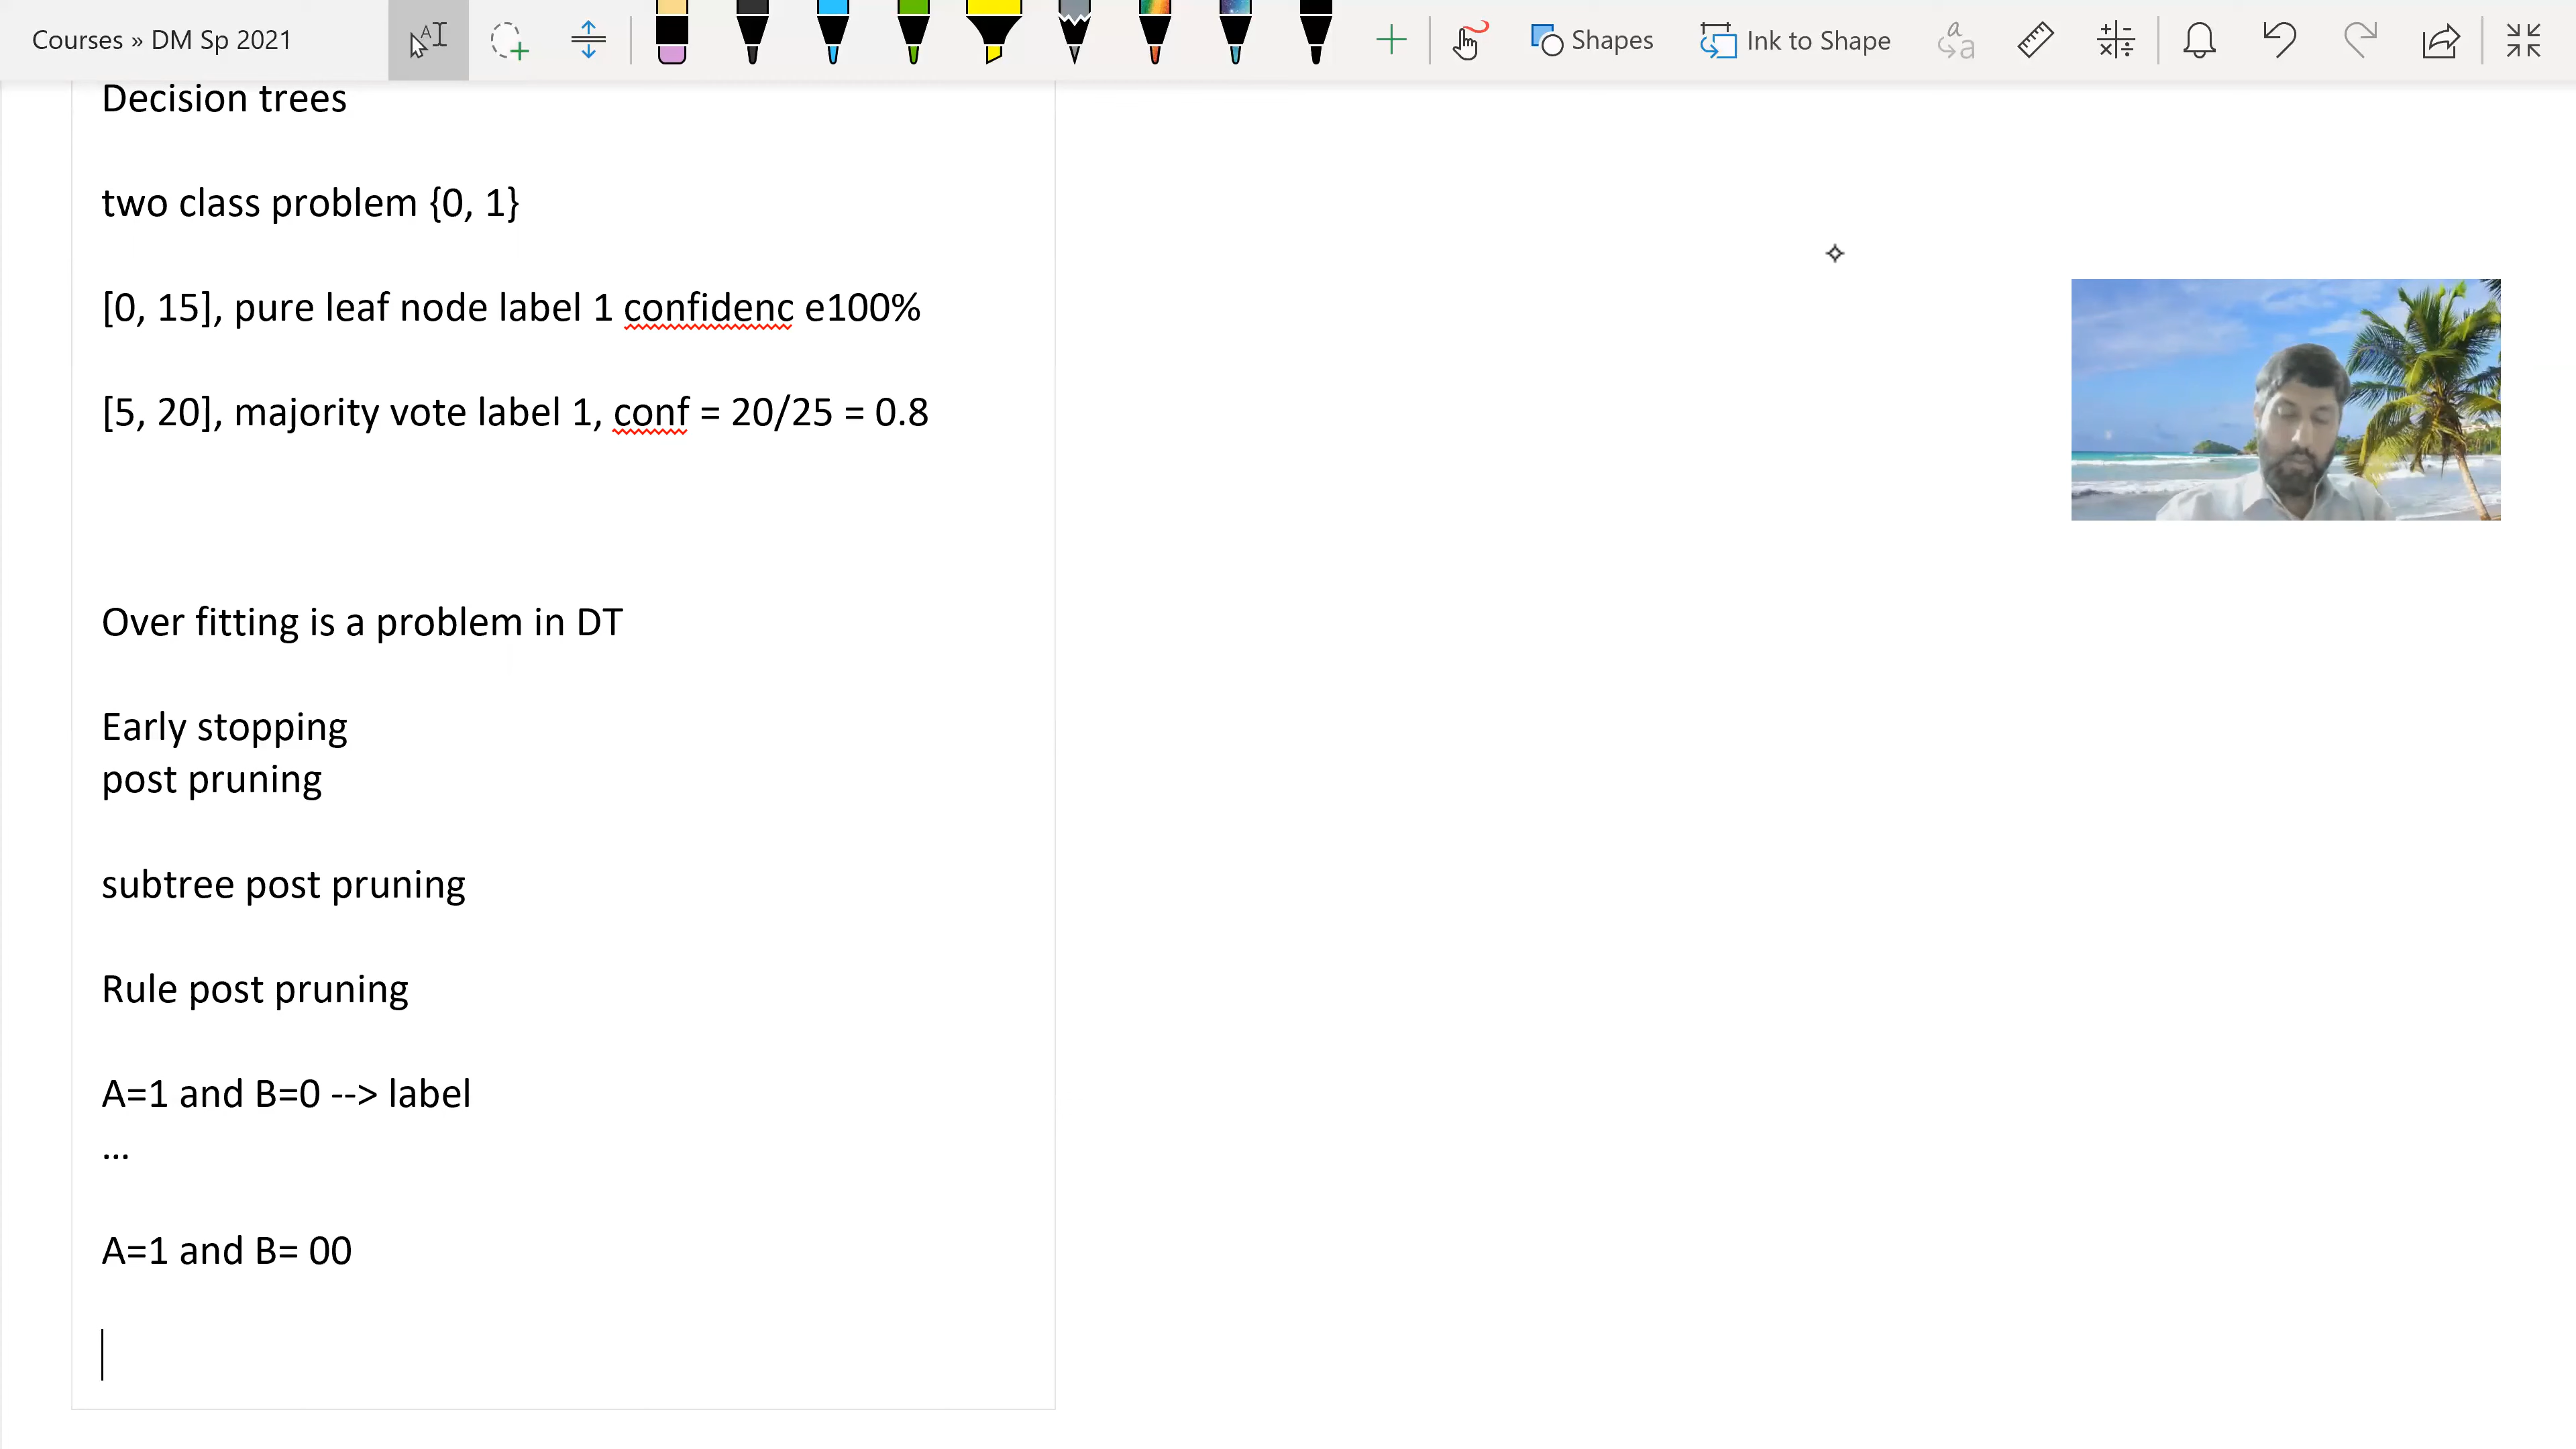 Courses » DM Sp 2021
Shapes
Ink to Shape
Decision trees
two class problem {0, 1}
[0, 15], pure leaf node label 1 confidenc e100%
[5, 20], majority vote label 1, conf = 20/25 = 0.8
Over fitting is a problem in DT
Early stopping
post pruning
subtree post pruning
Rule post pruning
A=1 and B=0 --> label
...
A=1 and B= 00